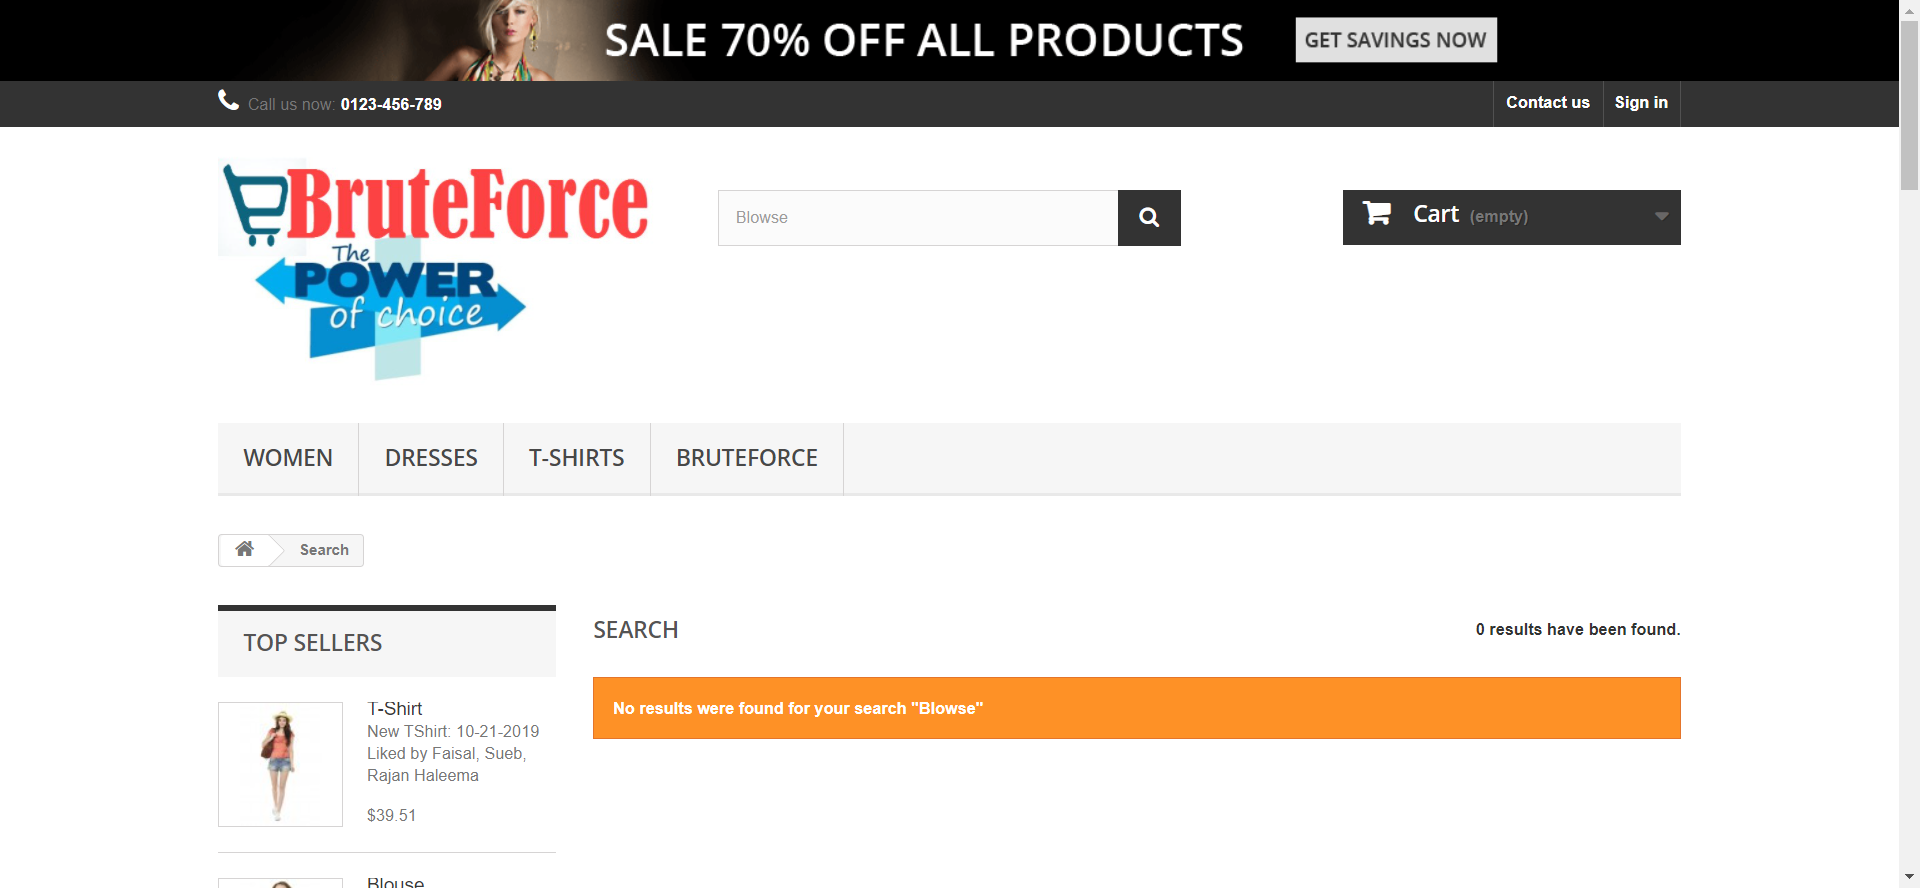 SALE 70% OFF ALL PRODUCTS GET SAVINGS NOW
Call us now: 0123-456-789 Contact us Sign in
BruteForce
The
POWER
of choice
Blowse
Cart (empty)
WOMEN DRESSES T-SHIRTS BRUTEFORCE
Search
TOP SELLERS
T-Shirt
New TShirt: 10-21-2019
Liked by Faisal, Sueb,
Rajan Haleema
$39.51
Blouse
SEARCH 0 results have been found.
No results were found for your search "Blowse"